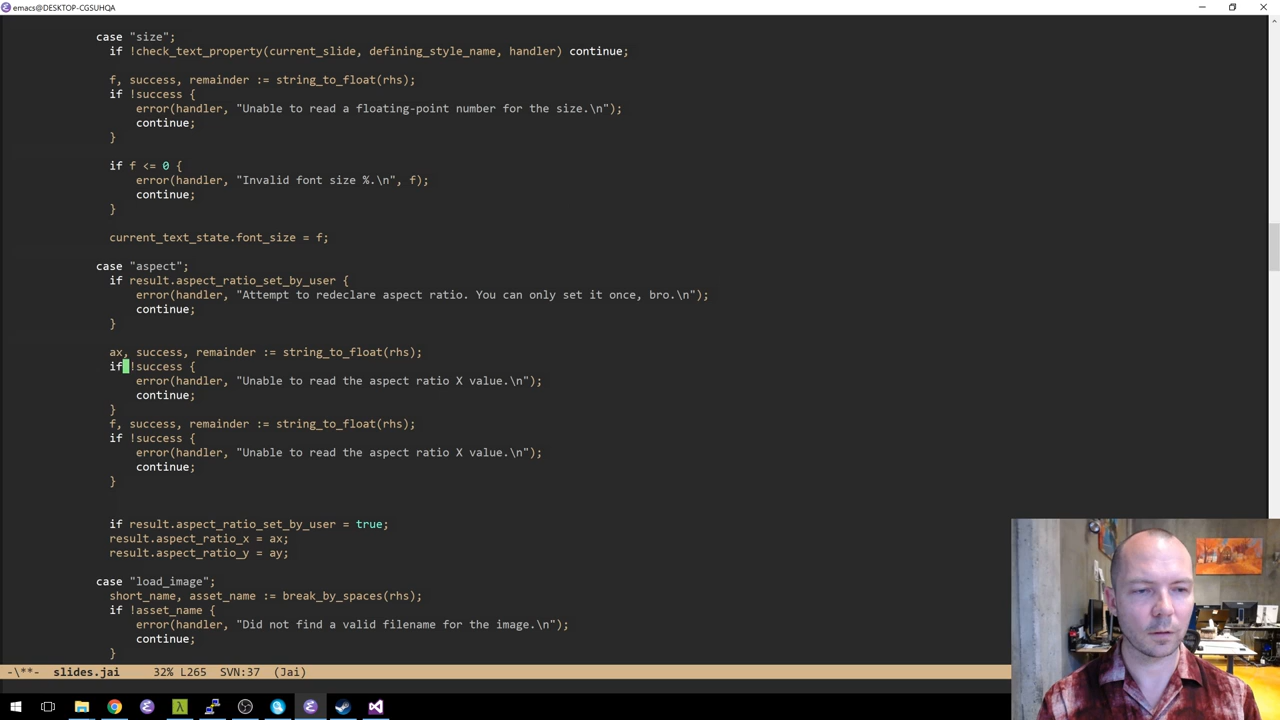 emacs@DESKTOP-CGSUHQA
case "size";
if !check_text_property(current_slide, defining_style_name, handler) continue;
f, success, remainder := string_to_float(rhs);
if !success {
error(handler, "Unable to read a floating-point number for the size.\n");
continue;
}
if f <= 0 {
error(handler, "Invalid font size %.\n", f);
continue;
}
current_text_state.font_size = f;
case "aspect";
if result.aspect_ratio_set_by_user {
error(handler, "Attempt to redeclare aspect ratio. You can only set it once, bro.\n");
continue;
}
ax, success, remainder := string_to_float(rhs);
if !success {
error(handler, "Unable to read the aspect ratio X value.\n");
continue;
}
f, success, remainder := string_to_float(rhs);
if !success {
error(handler, "Unable to read the aspect ratio X value.\n");
continue;
}
if result.aspect_ratio_set_by_user = true;
result.aspect_ratio_x = ax;
result.aspect_ratio_y = ay;
case "load_image";
short_name, asset_name := break_by_spaces(rhs);
if !asset_name {
error(handler, "Did not find a valid filename for the image.\n");
continue;
}
-\**- slides.jai 32% L265 SVN:37 (Jai)